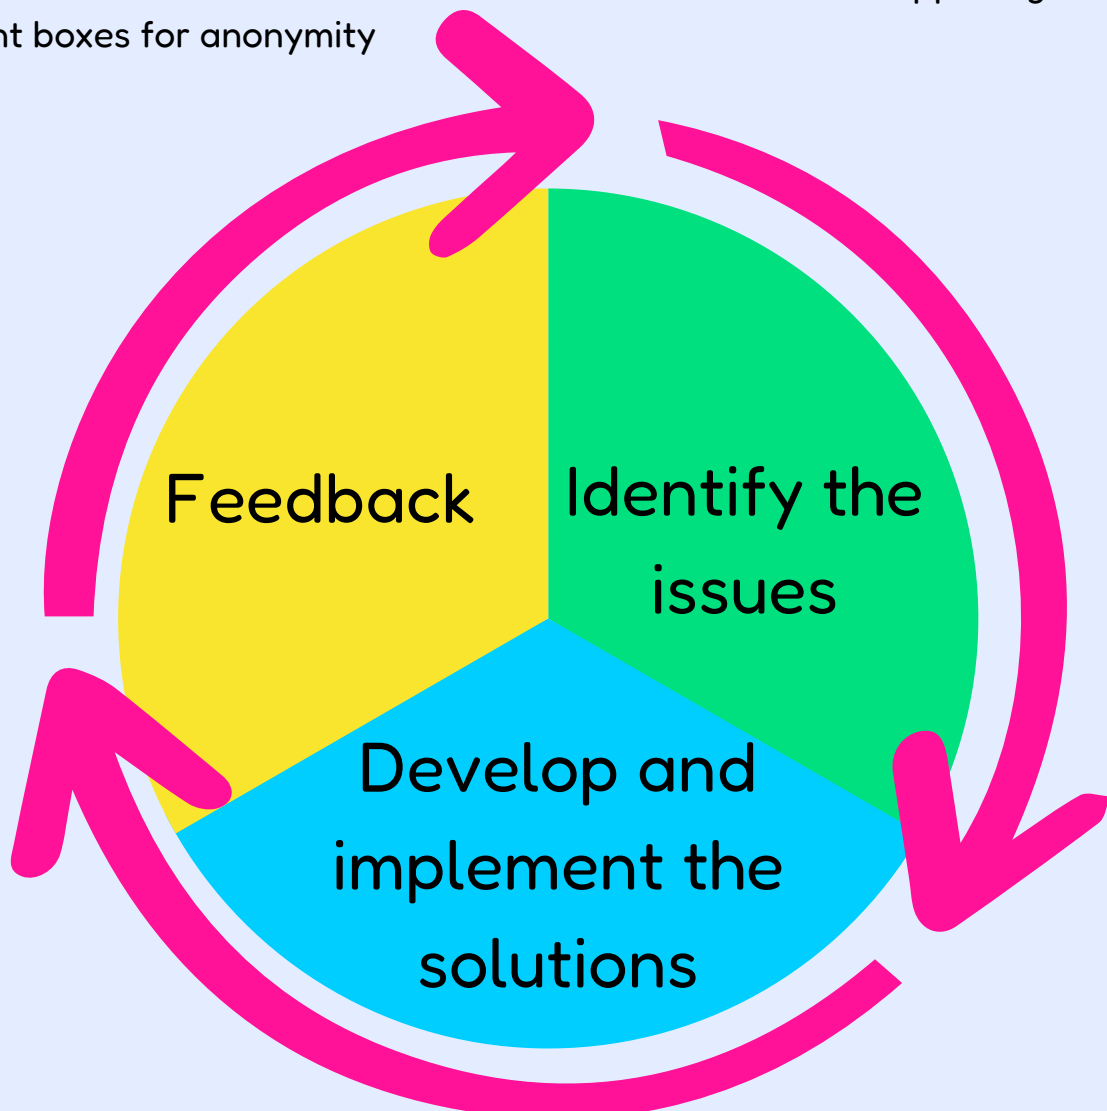 nt boxes for anonymity
Feedback
Identify the
issues
Develop and
implement the
solutions